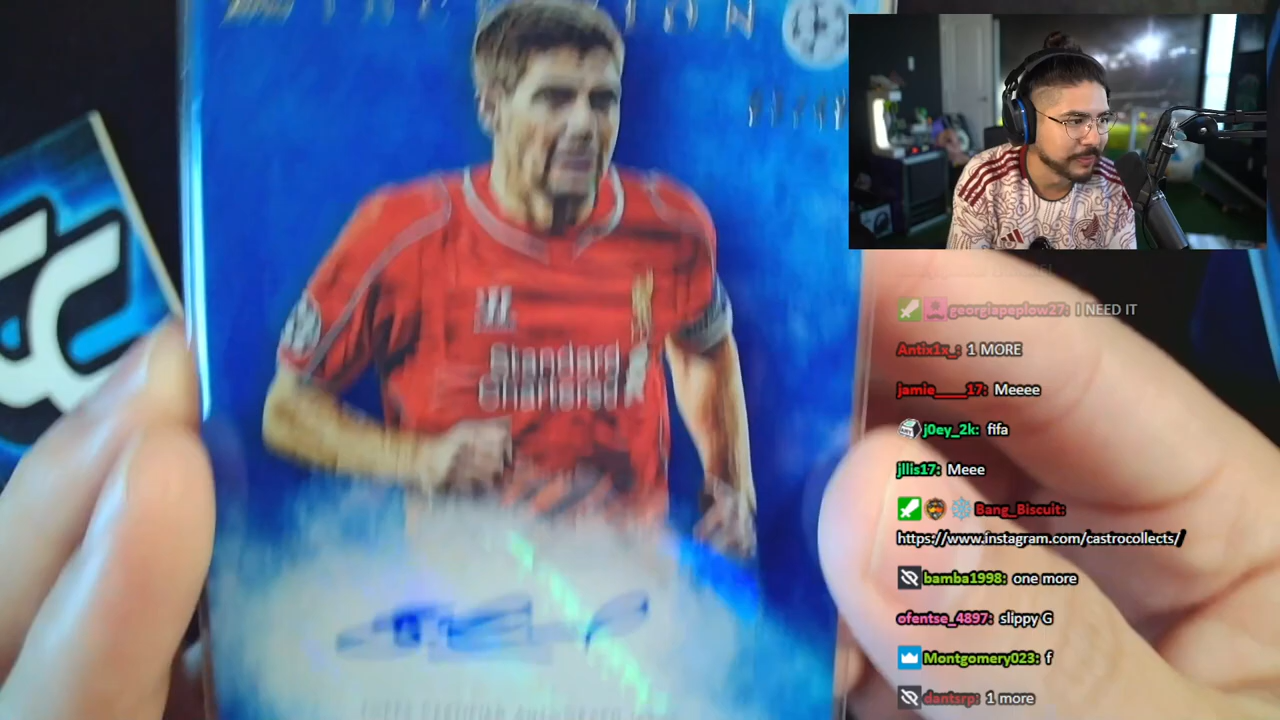 Standard
Chartered
georgiapeplow27: I NEED IT
Antix1x_: 1 MORE
jamie____17: Meeee
j0ey_2k: fifa
jllis17: Meee
Bang_Biscuit:
https://www.instagram.com/castrocollects/
bamba1998: one more
ofentse_4897: slippy G
Montgomery023: f
dantsrp: 1 more